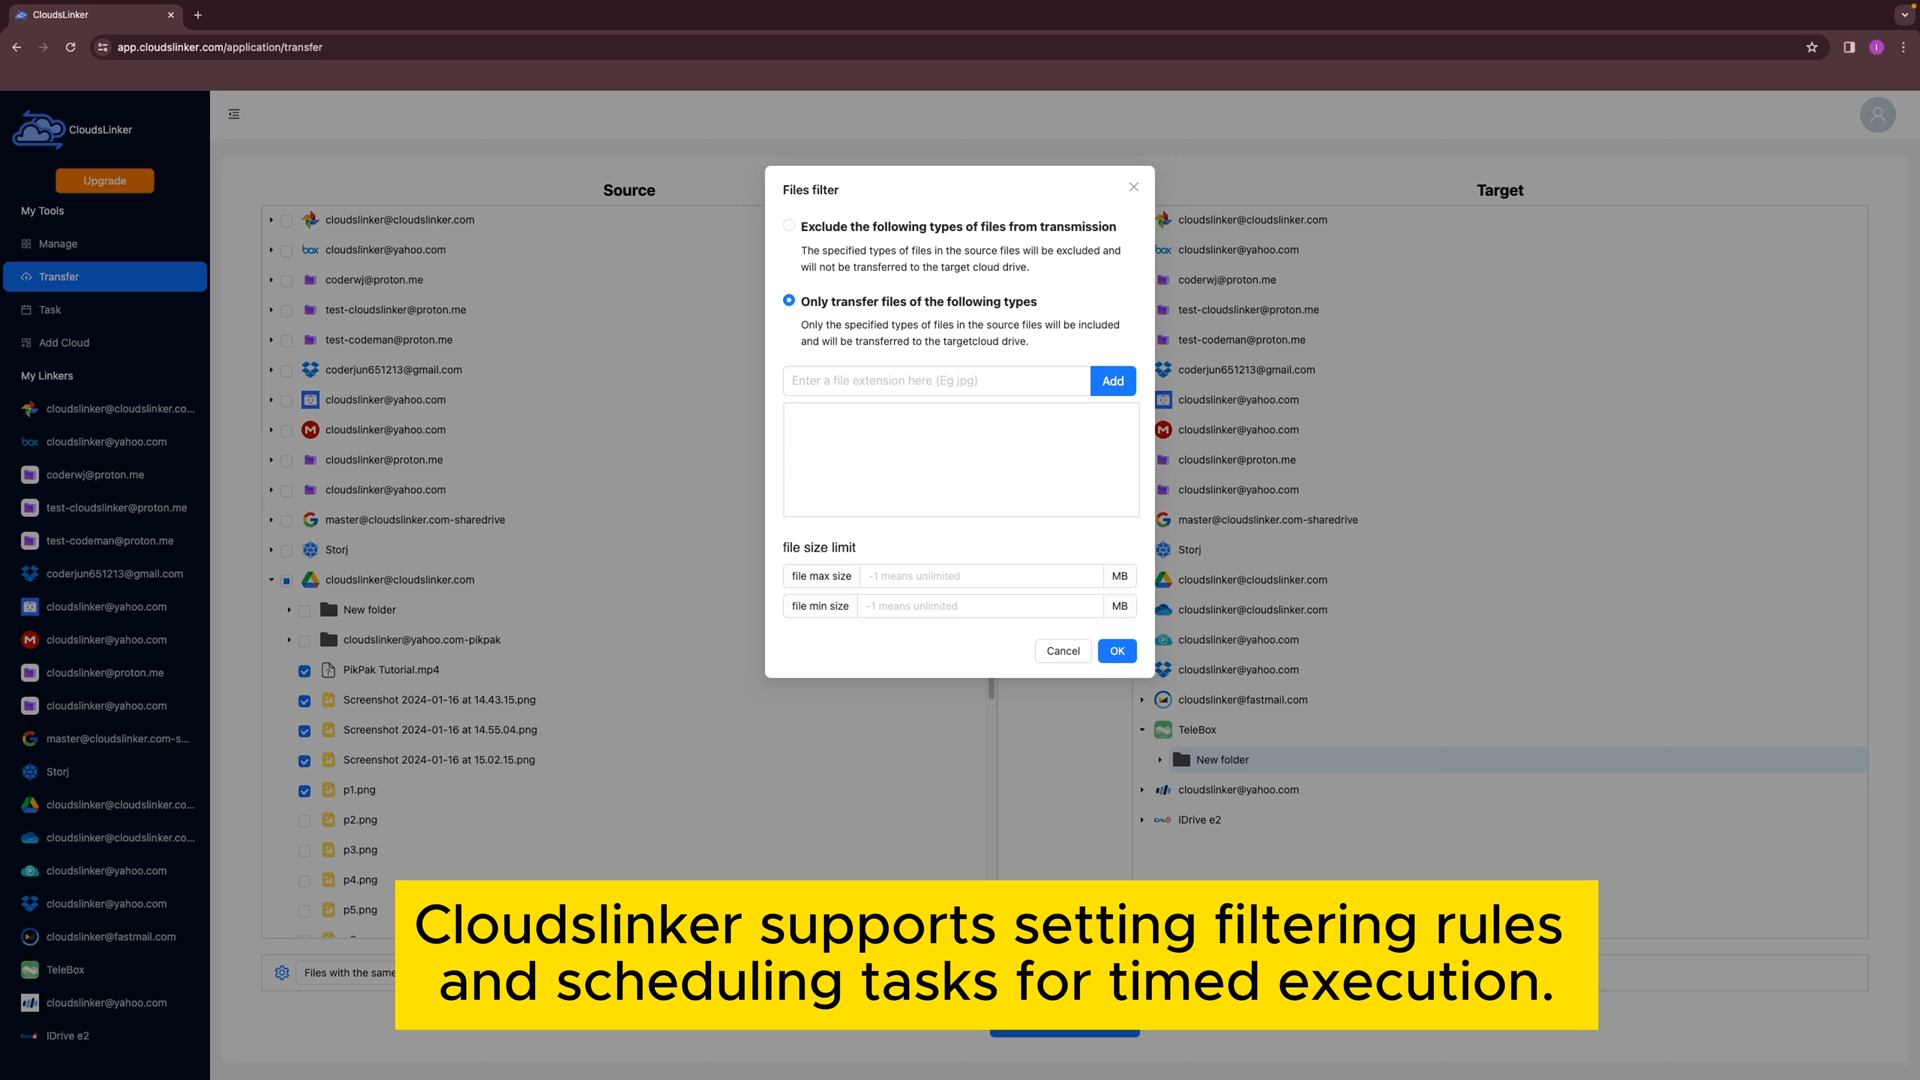 CloudsLinker
app.cloudslinker.com/application/transfer
CloudsLinker
Upgrade
My Tools
Manage
Transfer
Task
Add Cloud
My Linkers
cloudslinker@cloudslinker.co...
box cloudslinker@yahoo.com
coderwj@proton.me
test-cloudslinker@proton.me
test-codeman@proton.me
coderjun651213@gmail.com
cloudslinker@yahoo.com
cloudslinker@yahoo.com
cloudslinker@proton.me
cloudslinker@yahoo.com
master@cloudslinker.com-s...
Storj
cloudslinker@cloudslinker.co...
cloudslinker@cloudslinker.co...
cloudslinker@yahoo.com
cloudslinker@yahoo.com
cloudslinker@fastmail.com
TeleBox
cloudslinker@yahoo.com
IDrive e2
Source
cloudslinker@cloudslinker.com
box cloudslinker@yahoo.com
coderwj@proton.me
test-cloudslinker@proton.me
test-codeman@proton.me
coderjun651213@gmail.com
cloudslinker@yahoo.com
cloudslinker@yahoo.com
cloudslinker@proton.me
cloudslinker@yahoo.com
master@cloudslinker.com-sharedrive
Storj
cloudslinker@cloudslinker.com
New folder
cloudslinker@yahoo.com-pikpak
PikPak Tutorial.mp4
Screenshot 2024-01-16 at 14.43.15.png
Screenshot 2024-01-16 at 14.55.04.png
Screenshot 2024-01-16 at 15.02.15.png
p1.png
p2.png
p3.png
p4.png
p5.png
Files with the same
Files filter
Exclude the following types of files from transmission
The specified types of files in the source files will be excluded and
will not be transferred to the target cloud drive.
Only transfer files of the following types
Only the specified types of files in the source files will be included
and will be transferred to the targetcloud drive.
Enter a file extension here (Eg jpg)
Add
file size limit
file max size -1 means unlimited MB
file min size -1 means unlimited MB
Cancel OK
Target
cloudslinker@cloudslinker.com
box cloudslinker@yahoo.com
coderwj@proton.me
test-cloudslinker@proton.me
test-codeman@proton.me
coderjun651213@gmail.com
cloudslinker@yahoo.com
cloudslinker@yahoo.com
cloudslinker@proton.me
cloudslinker@yahoo.com
master@cloudslinker.com-sharedrive
Storj
cloudslinker@cloudslinker.com
cloudslinker@cloudslinker.com
cloudslinker@yahoo.com
cloudslinker@yahoo.com
cloudslinker@fastmail.com
TeleBox
New folder
cloudslinker@yahoo.com
IDrive e2
Cloudslinker supports setting filtering rules
and scheduling tasks for timed execution.